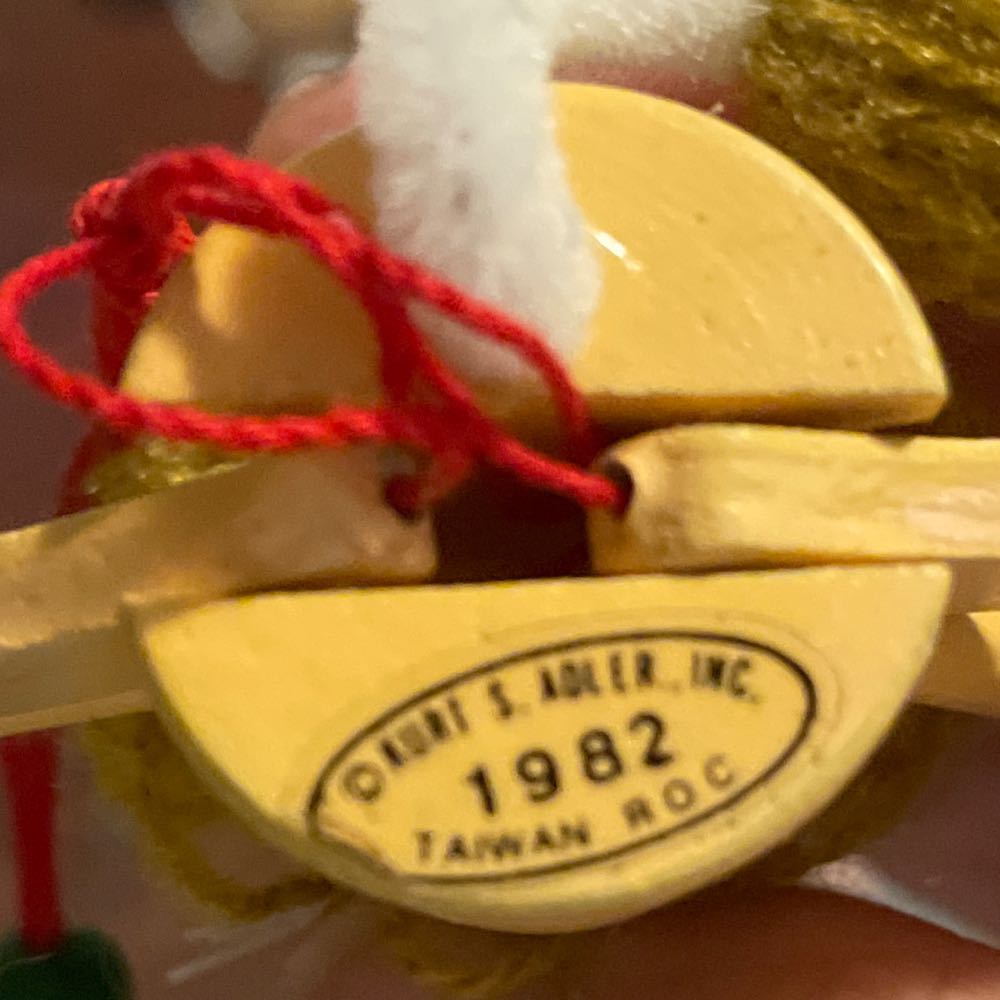 © KURT S. ADLER, INC.
1982
TAIWAN ROC